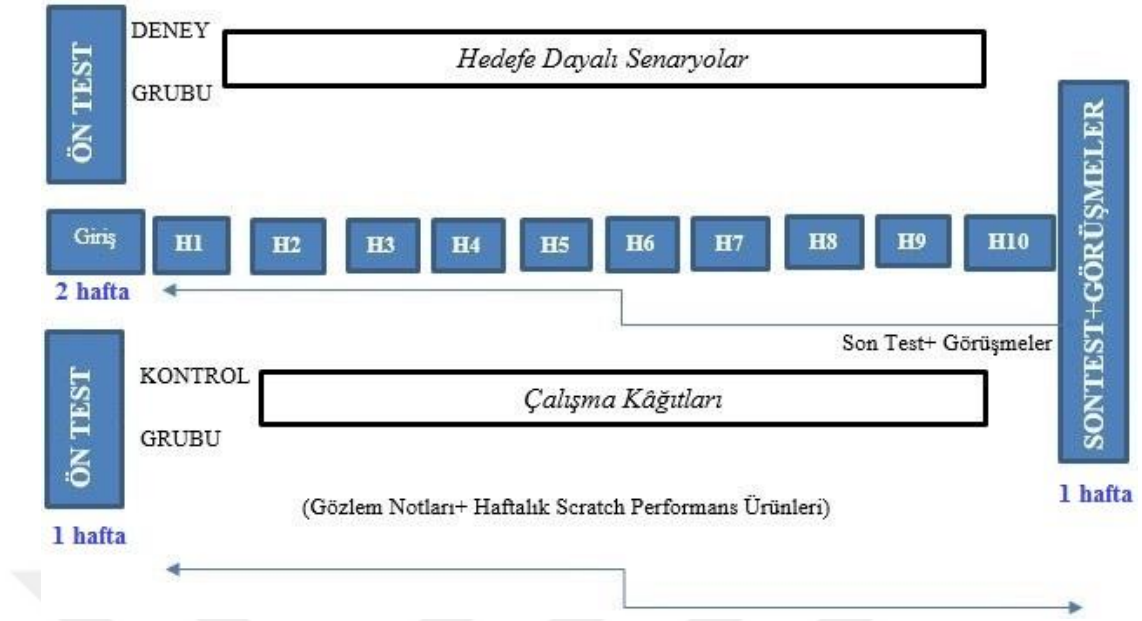 ÖN TEST
DENEY
GRUBU
Hedefe Dayalı Senaryolar
Giriş
H1
H2
H3
H4
H5
H6
H7
H8
H9
H10
2 hafta
SONTEST+GÖRÜŞMELER
Son Test+ Görüşmeler
ÖN TEST
KONTROL
GRUBU
Çalışma Kâğıtları
(Gözlem Notları+ Haftalık Scratch Performans Ürünleri)
1 hafta
1 hafta